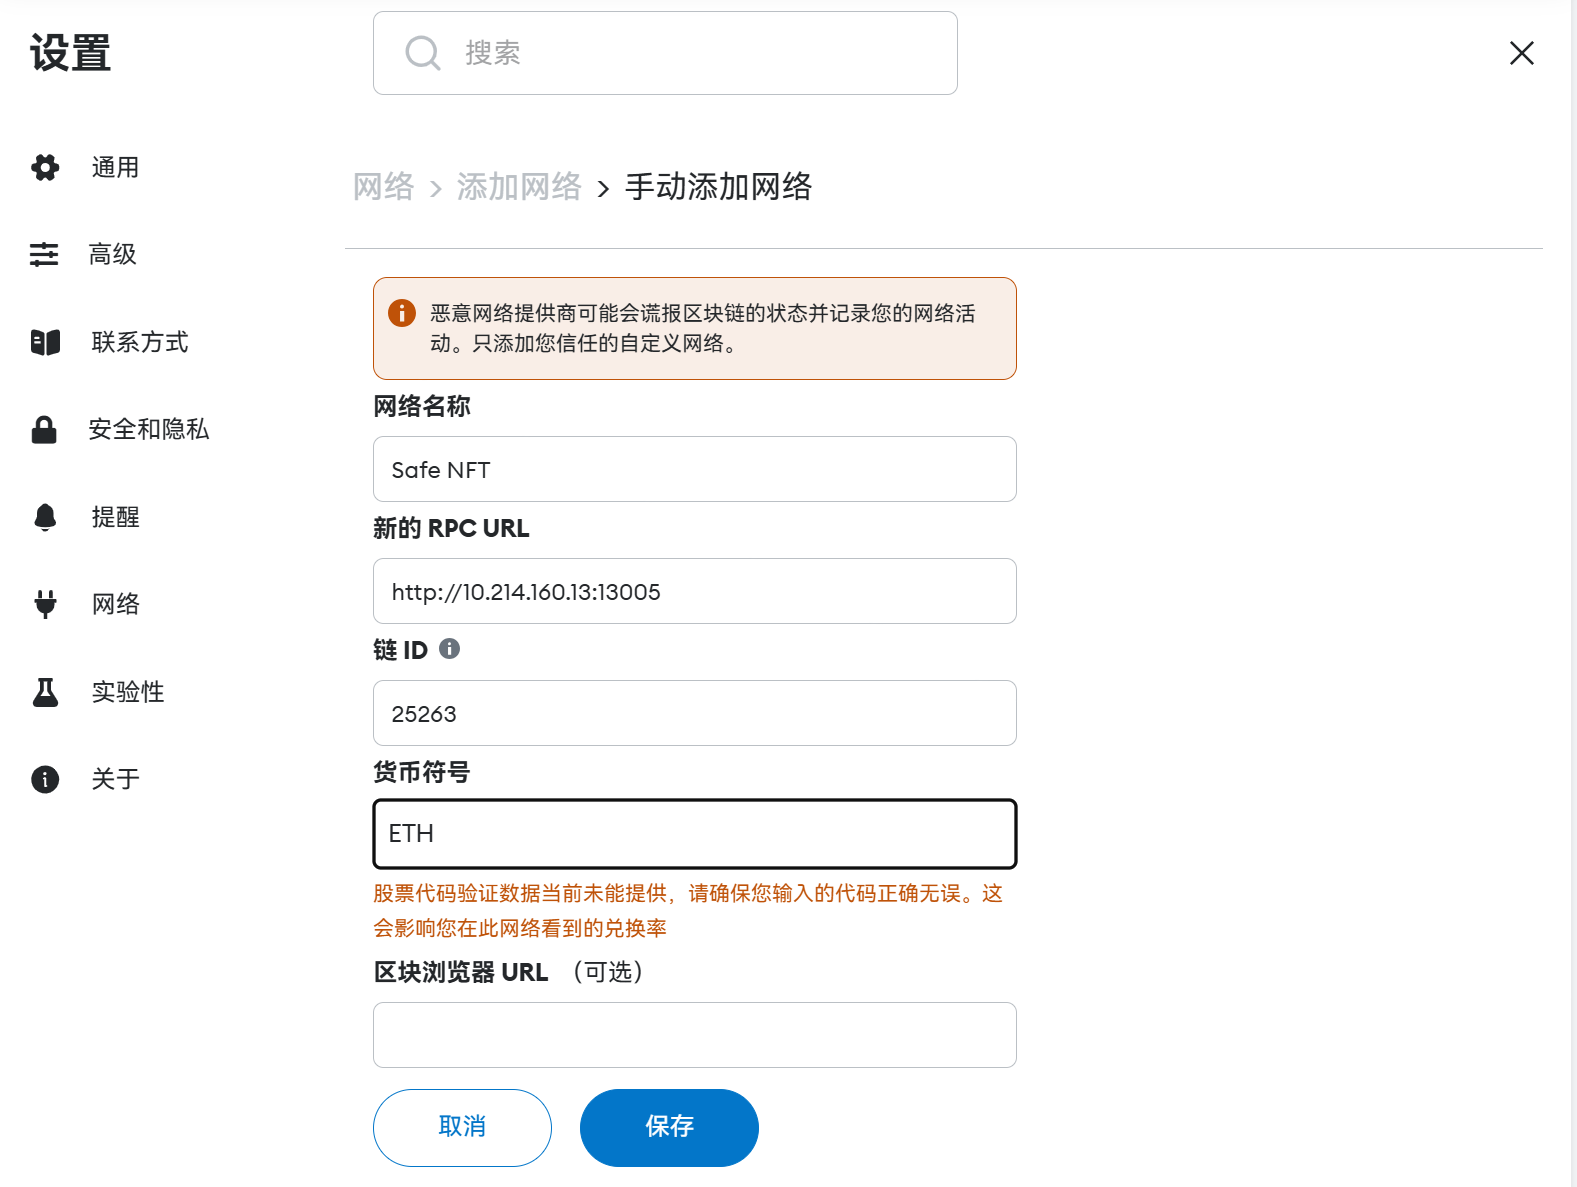 设置
搜索
通用
高级
联系方式
安全和隐私
提醒
网络
实验性
关于
网络 > 添加网络 > 手动添加网络
恶意网络提供商可能会谎报区块链的状态并记录您的网络活
动。只添加您信任的自定义网络。
网络名称
Safe NFT
新的 RPC URL
http://10.214.160.13:13005
链 ID
25263
货币符号
ETH
股票代码验证数据当前未能提供，请确保您输入的代码正确无误。这
会影响您在此网络看到的兑换率
区块浏览器 URL （可选）
取消
保存